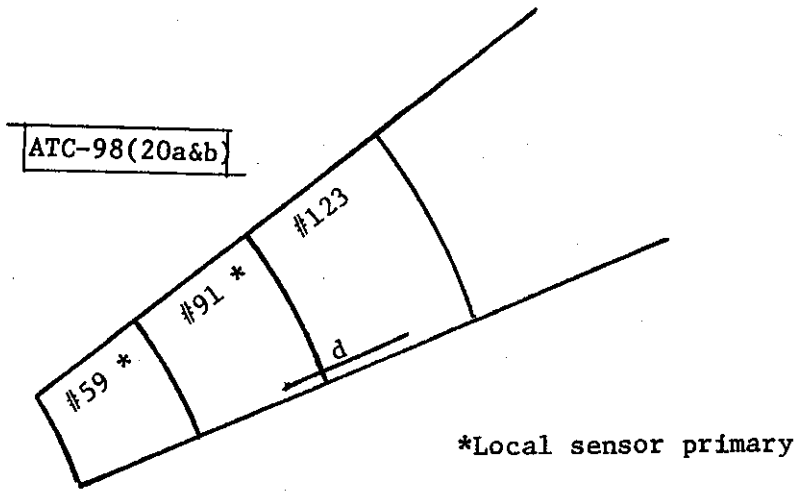 ATC-98(20a&b)
#123
#91 *
#59 *
d
*Local sensor primary